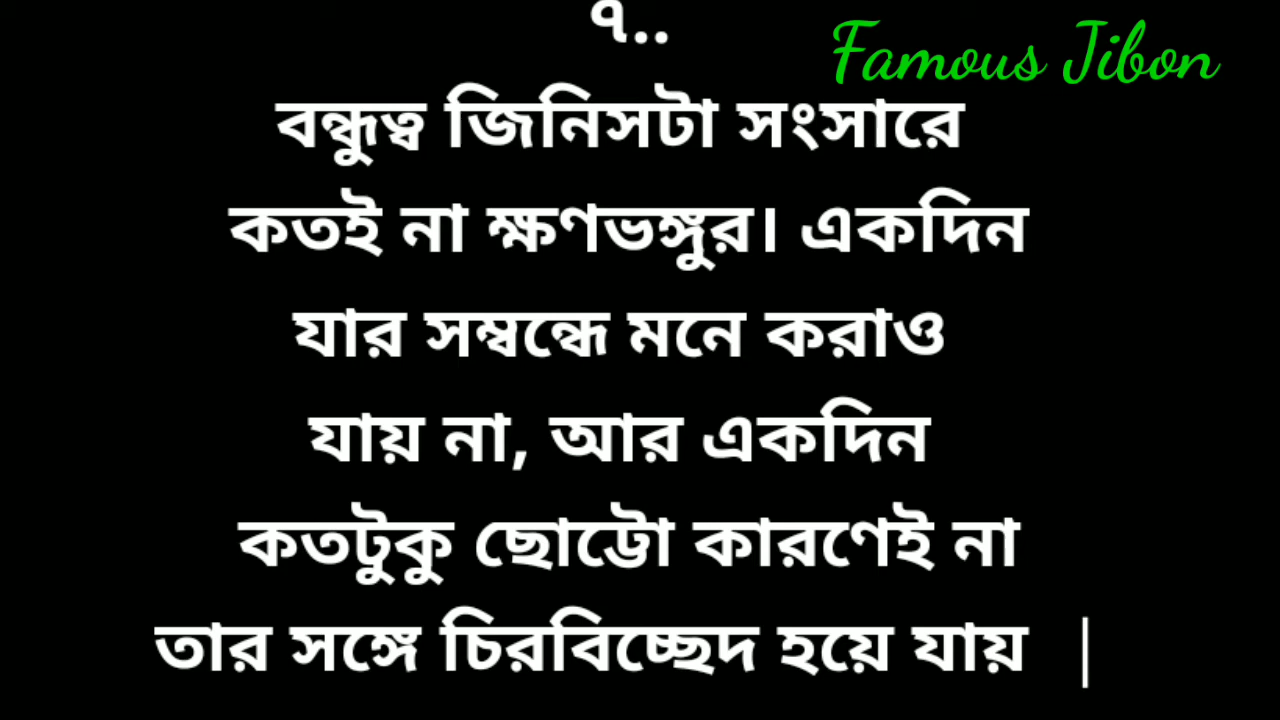 ৭..
Famous Jibon
বন্ধুত্ব জিনিসটা সংসারে
কতই না ক্ষণভঙ্গুর। একদিন
যার সম্বন্ধে মনে করাও
যায় না, আর একদিন
কতটুকু ছোট্টো কারণেই না
তার সঙ্গে চিরবিচ্ছেদ হয়ে যায় |